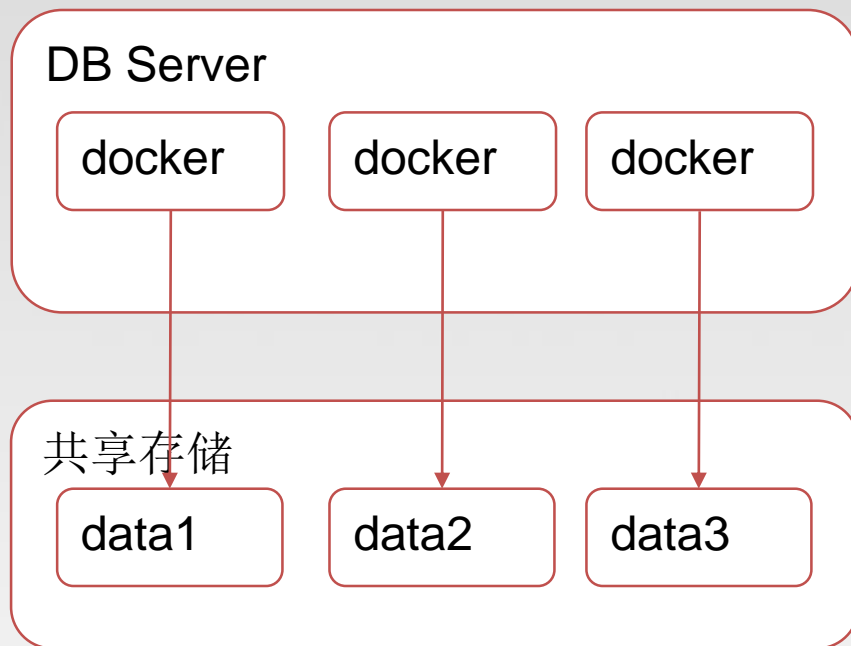 DB Server
docker docker docker
共享存储
data1 data2 data3